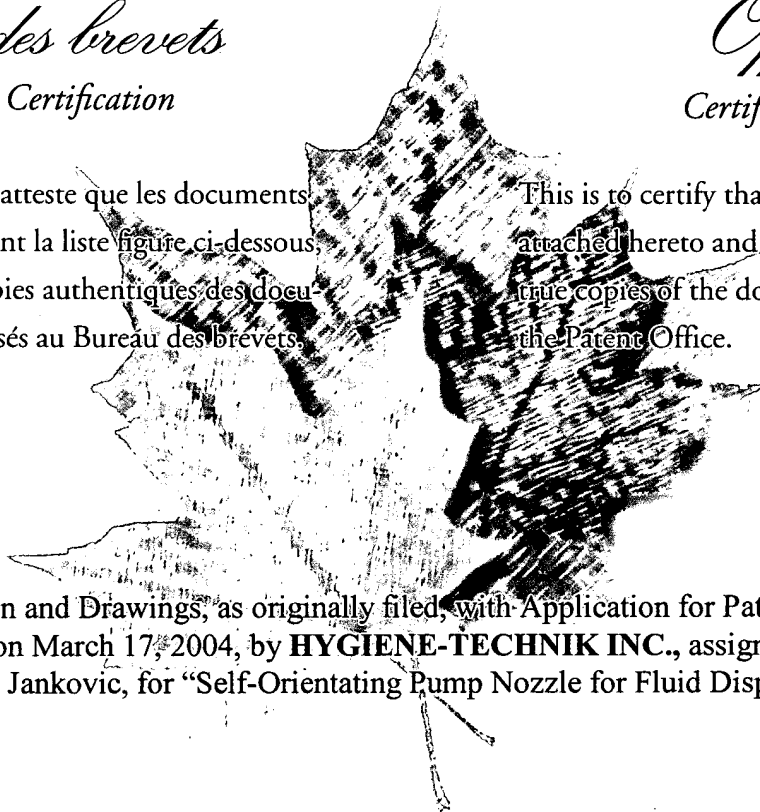 des brevets
Certification
Certif
atteste que les documents
nt la liste figure ci-dessous,
pies authentiques des docu-
sés au Bureau des brevets.
This is to certify tha
attached hereto and
true copies of the do
the Patent Office.
n and Drawings, as originally filed, with Application for Pat
on March 17, 2004, by HYGIENE-TECHNIK INC., assign
Jankovic, for “Self-Orientating Pump Nozzle for Fluid Disp